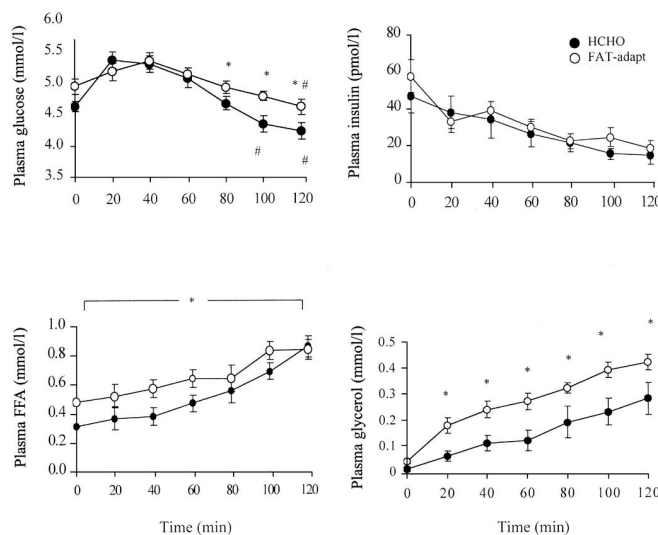 Plasma glucose (mmol/l)
6.0
5.5
5.0
4.5
4.0
3.5
* * * #
# #
0 20 40 60 80 100 120
Plasma insulin (pmol/l)
80
60
40
20
0
HCHO
FAT-adapt
0 20 40 60 80 100 120
Plasma FFA (mmol/l)
*
1.0
0.8
0.6
0.4
0.2
0.0
0 20 40 60 80 100 120
Time (min)
Plasma glycerol (mmol/l)
0.5
0.4
0.3
0.2
0.1
0
* * * * * *
0 20 40 60 80 100 120
Time (min)